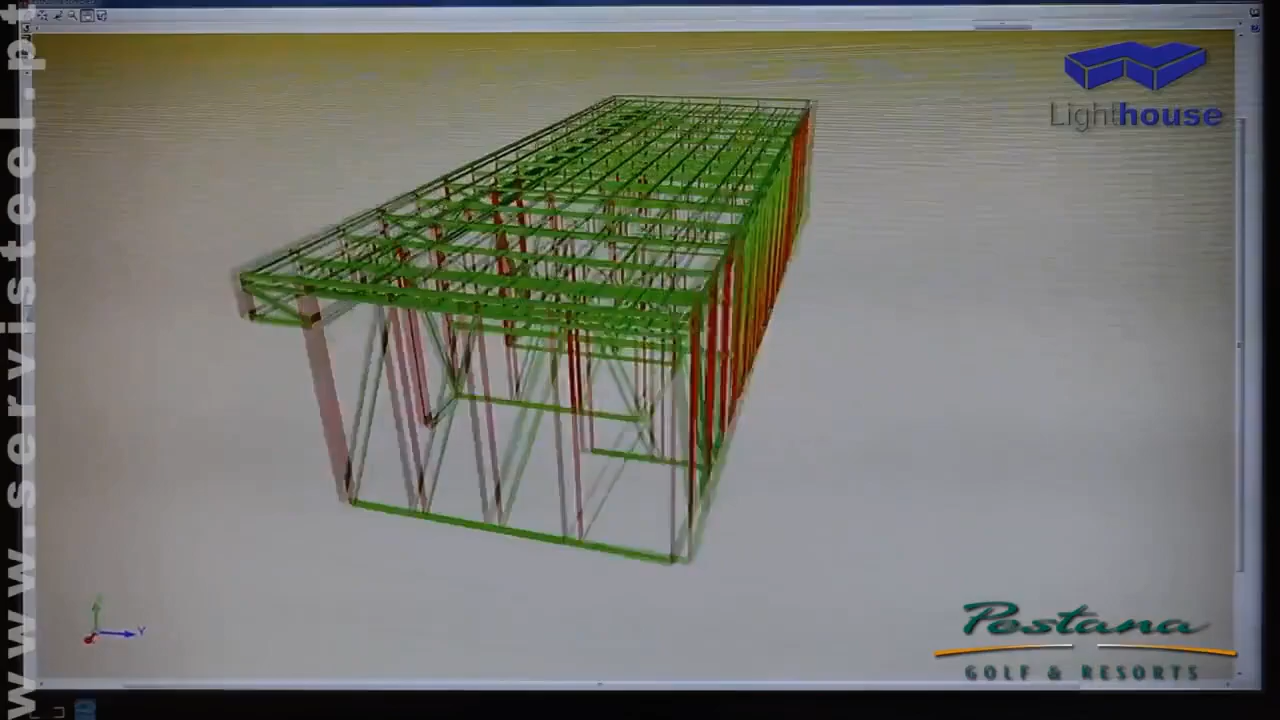 www.servisteel.pt
Lighthouse
Y
Pestana
GOLF & RESORTS